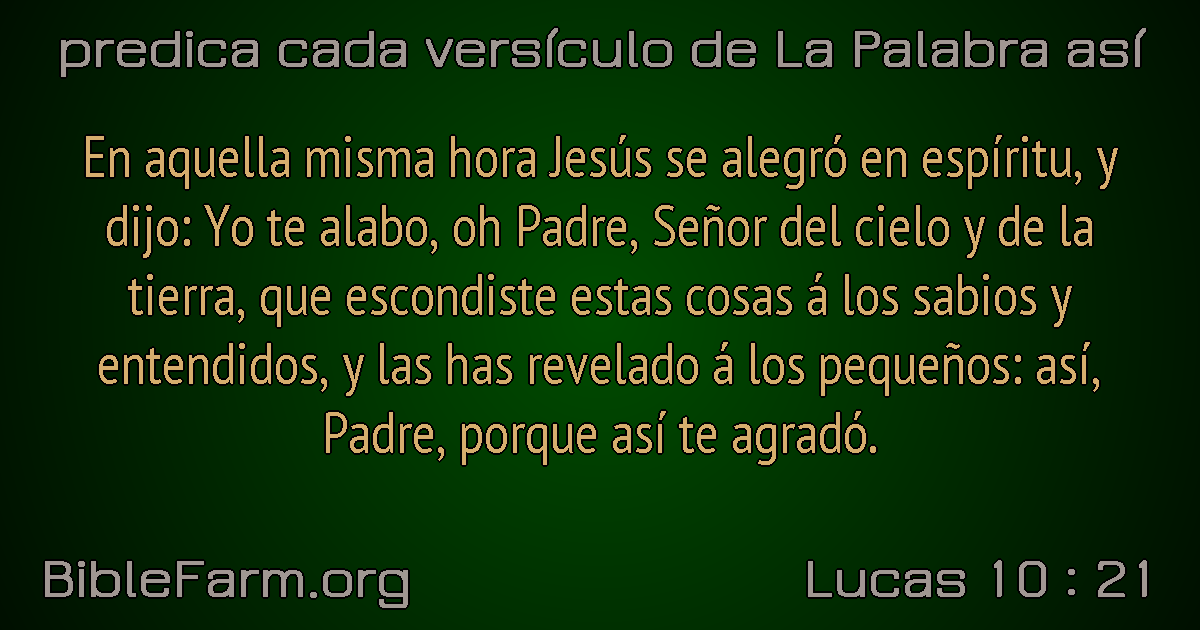 predica cada versículo de La Palabra así
En aquella misma hora Jesús se alegró en espíritu, y
dijo: Yo te alabo, oh Padre, Señor del cielo y de la
tierra, que escondiste estas cosas á los sabios y
entendidos, y las has revelado á los pequeños: así,
Padre, porque así te agradó.
BibleFarm.org
Lucas 10 : 21